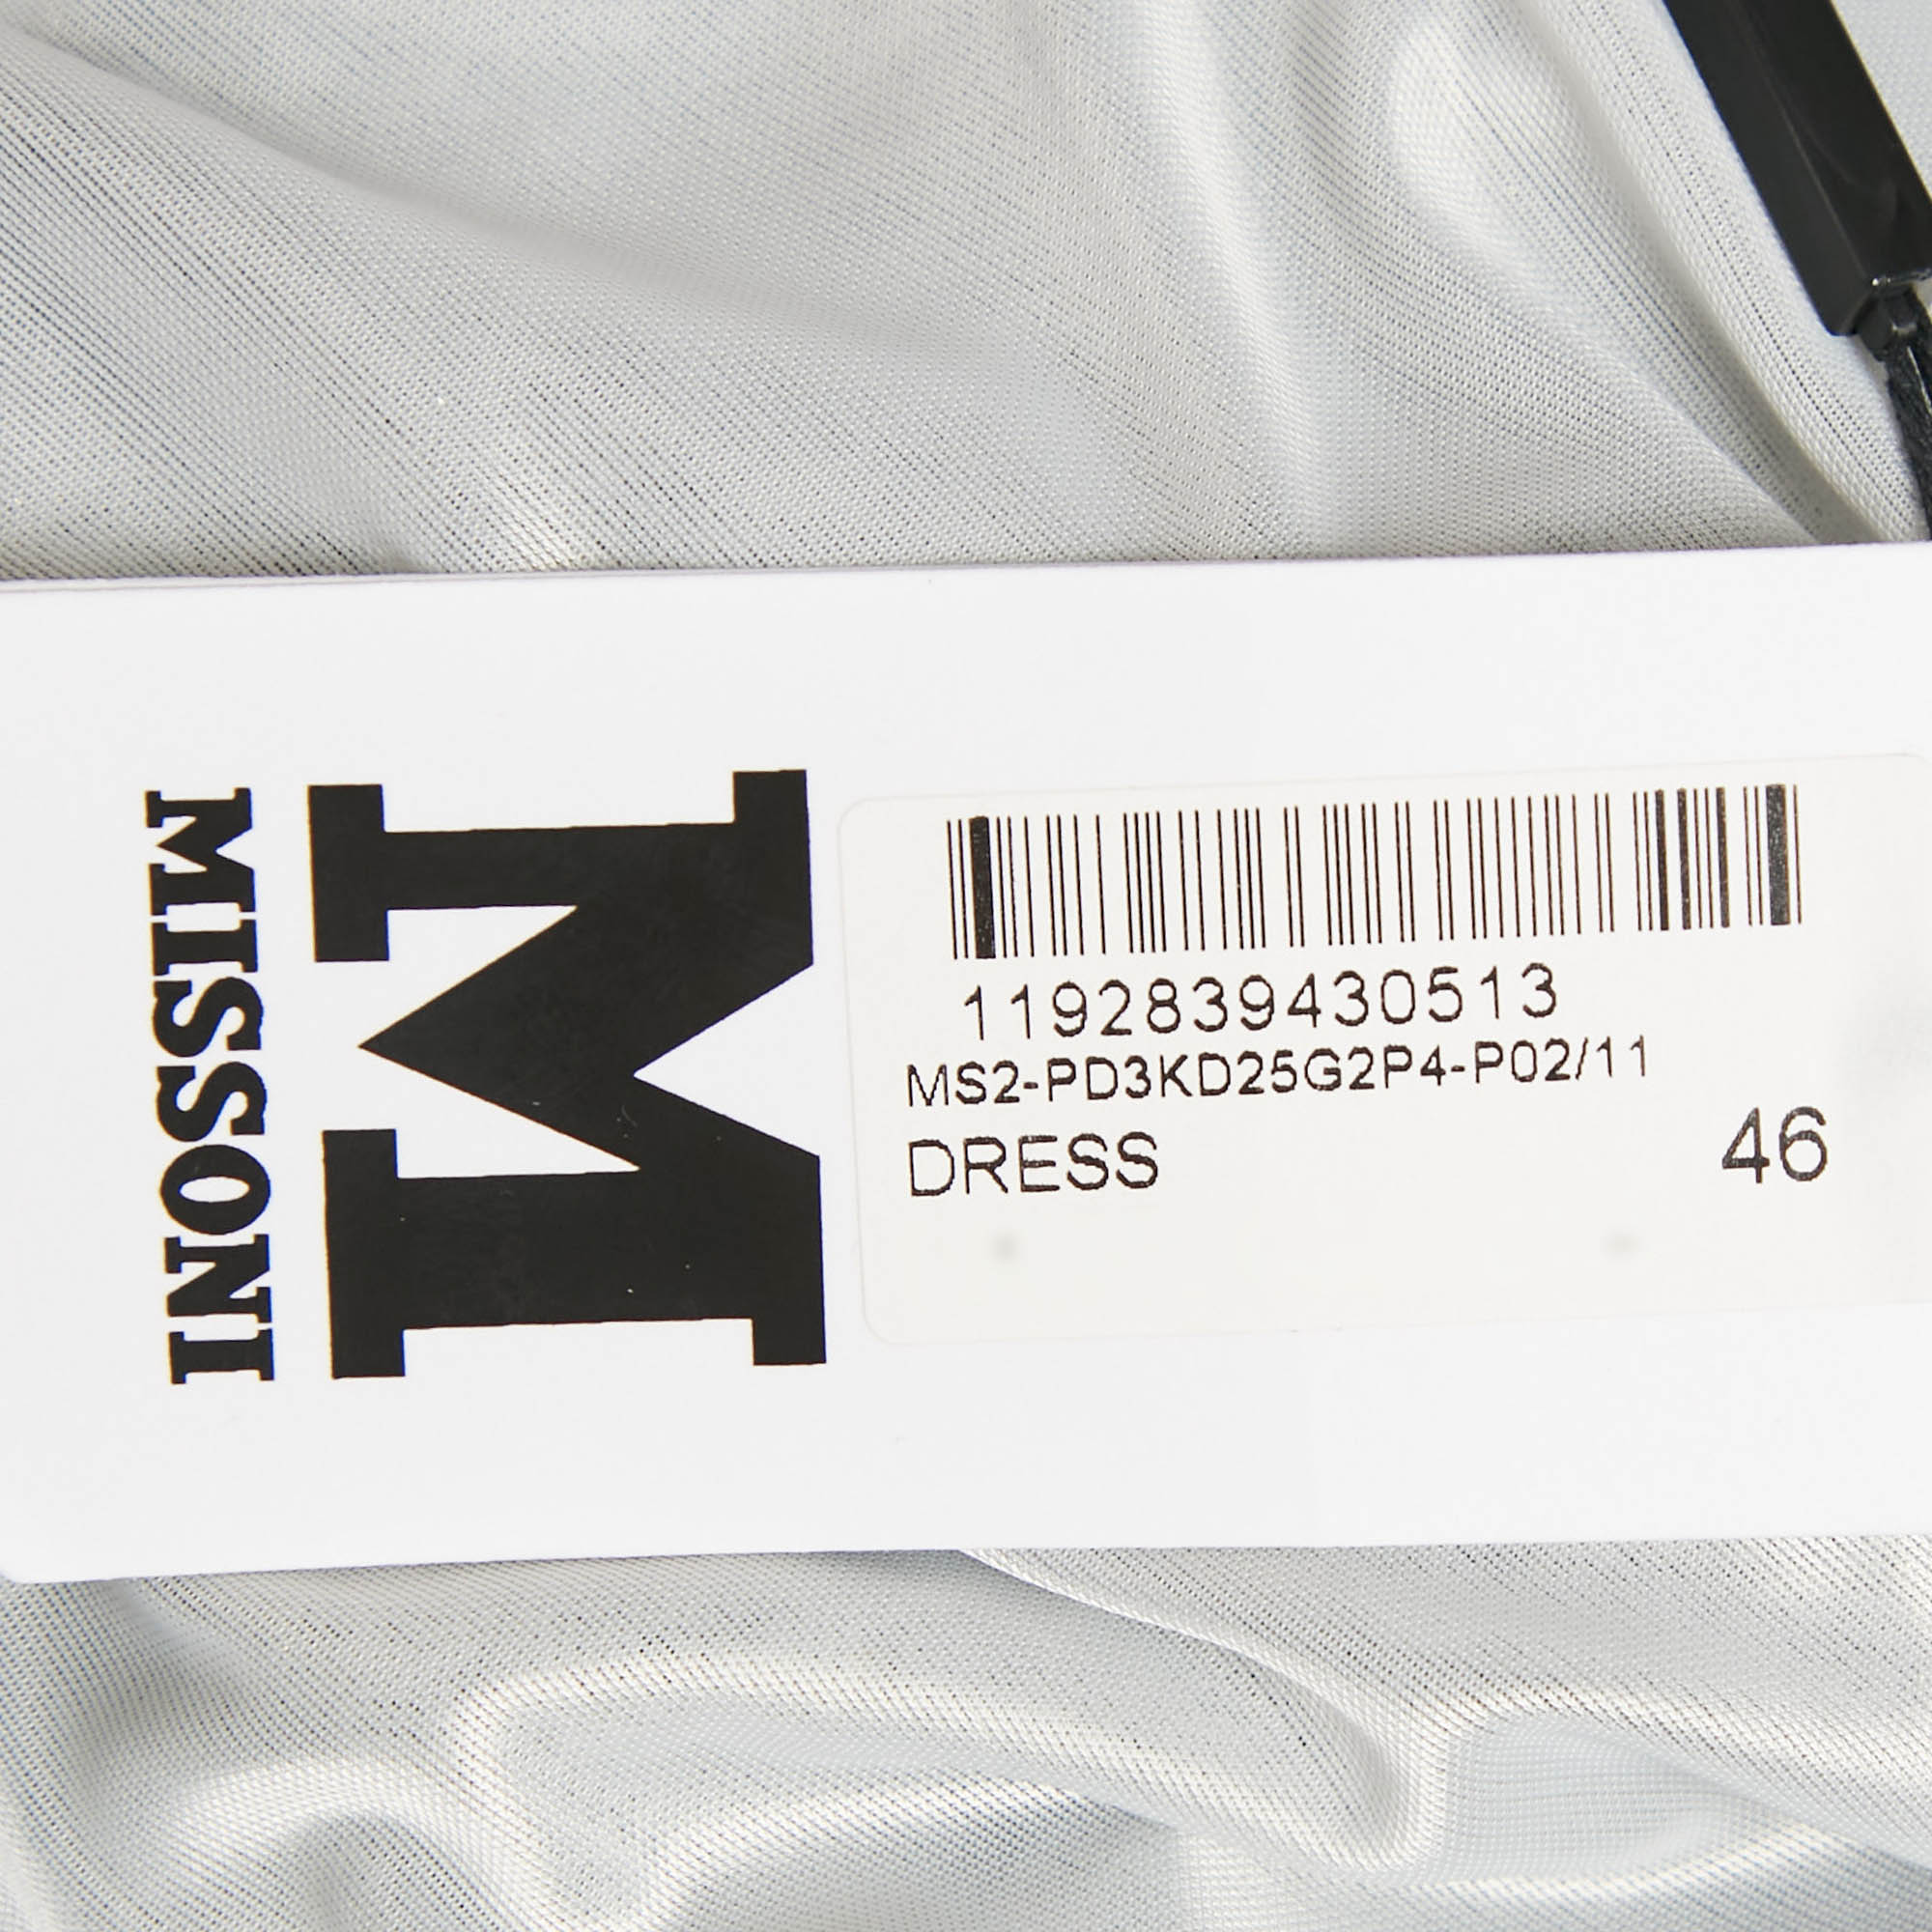 M
MISSONI
1192839430513
MS2-PD3KD25G2P4-P02/11
DRESS 46